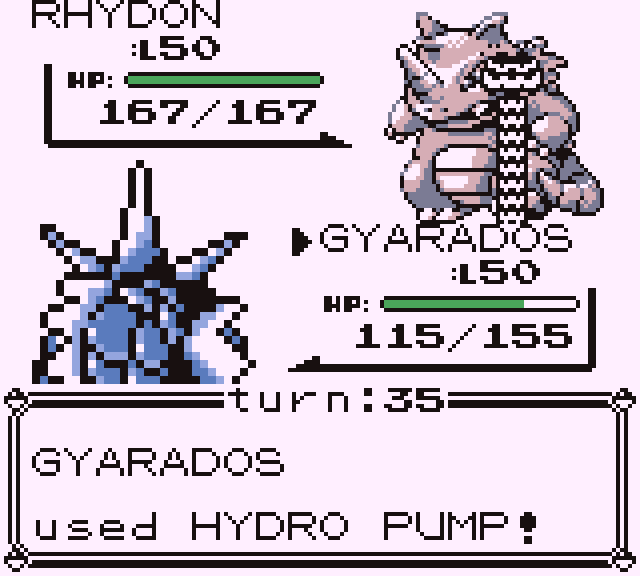 RHYDON
:L50
HP:
167/167
GYARADOS
:L50
HP:
115/155
turn:35
GYARADOS
used HYDRO PUMP!